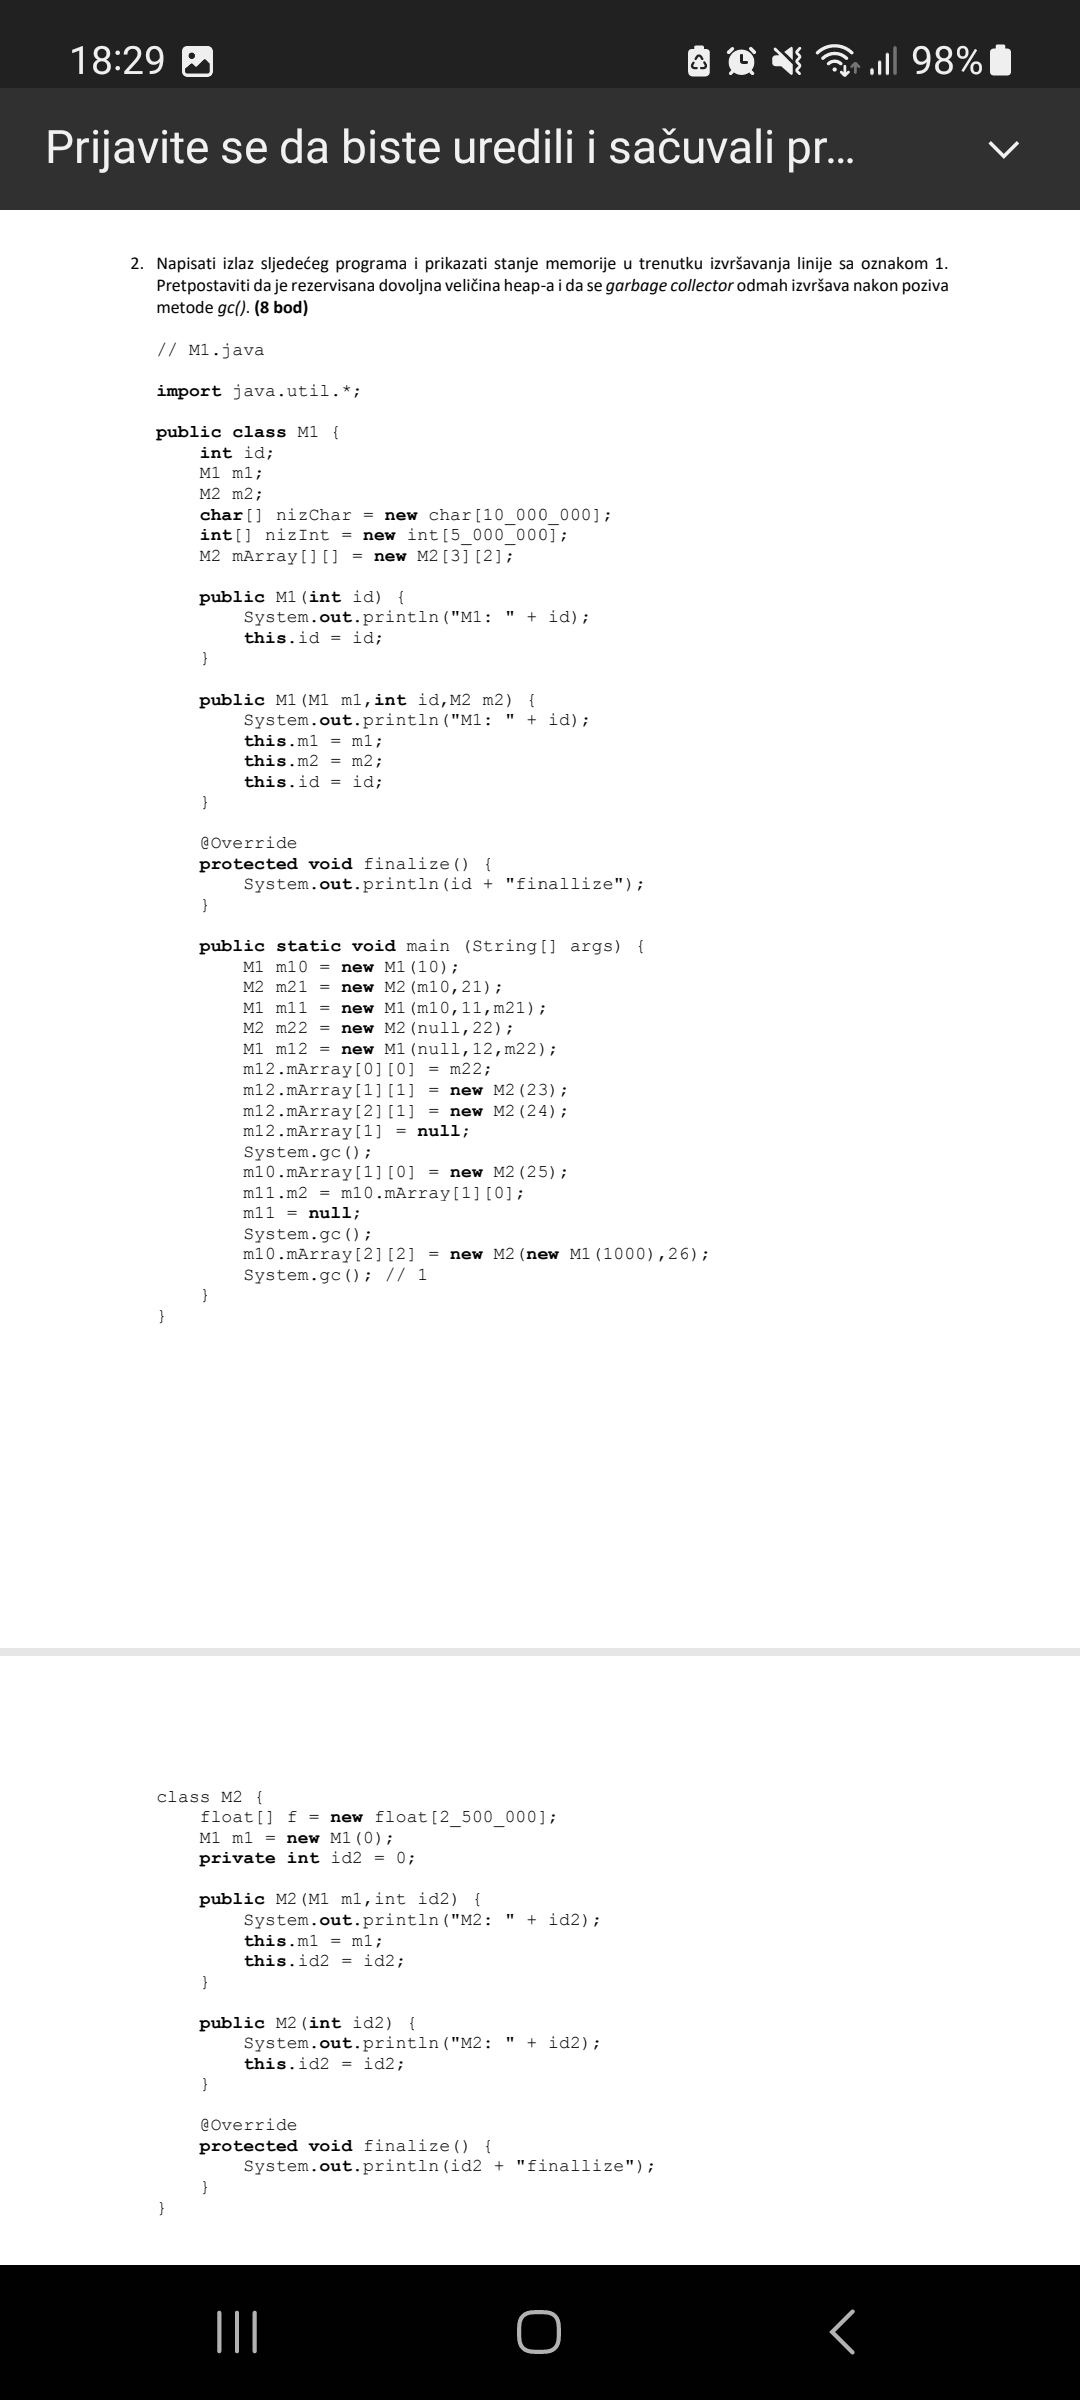 18:29
98%
Prijavite se da biste uredili i sačuvali pr...
2. Napisati izlaz sljedećeg programa i prikazati stanje memorije u trenutku izvršavanja linije sa oznakom 1.
Pretpostaviti da je rezervisana dovoljna veličina heap-a i da se garbage collector odmah izvršava nakon poziva
metode gc(). (8 bod)
// M1.java
import java.util.*;
public class M1 {
int id;
M1 m1;
M2 m2;
char[] nizChar = new char[10_000_000];
int[] nizInt = new int[5_000_000];
M2 mArray[][] = new M2[3][2];
public M1(int id) {
System.out.println("M1: " + id);
this.id = id;
}
public M1(M1 m1,int id,M2 m2) {
System.out.println("M1: " + id);
this.m1 = m1;
this.m2 = m2;
this.id = id;
}
@Override
protected void finalize() {
System.out.println(id + "finallize");
}
public static void main (String[] args) {
M1 m10 = new M1(10);
M2 m21 = new M2(m10,21);
M1 m11 = new M1(m10,11,m21);
M2 m22 = new M2(null,22);
M1 m12 = new M1(null,12,m22);
m12.mArray[0][0] = m22;
m12.mArray[1][1] = new M2(23);
m12.mArray[2][1] = new M2(24);
m12.mArray[1] = null;
System.gc();
m10.mArray[1][0] = new M2(25);
m11.m2 = m10.mArray[1][0];
m11 = null;
System.gc();
m10.mArray[2][2] = new M2(new M1(1000),26);
System.gc(); // 1
}
}
class M2 {
float[] f = new float[2_500_000];
M1 m1 = new M1(0);
private int id2 = 0;
public M2(M1 m1,int id2) {
System.out.println("M2: " + id2);
this.m1 = m1;
this.id2 = id2;
}
public M2(int id2) {
System.out.println("M2: " + id2);
this.id2 = id2;
}
@Override
protected void finalize() {
System.out.println(id2 + "finallize");
}
}